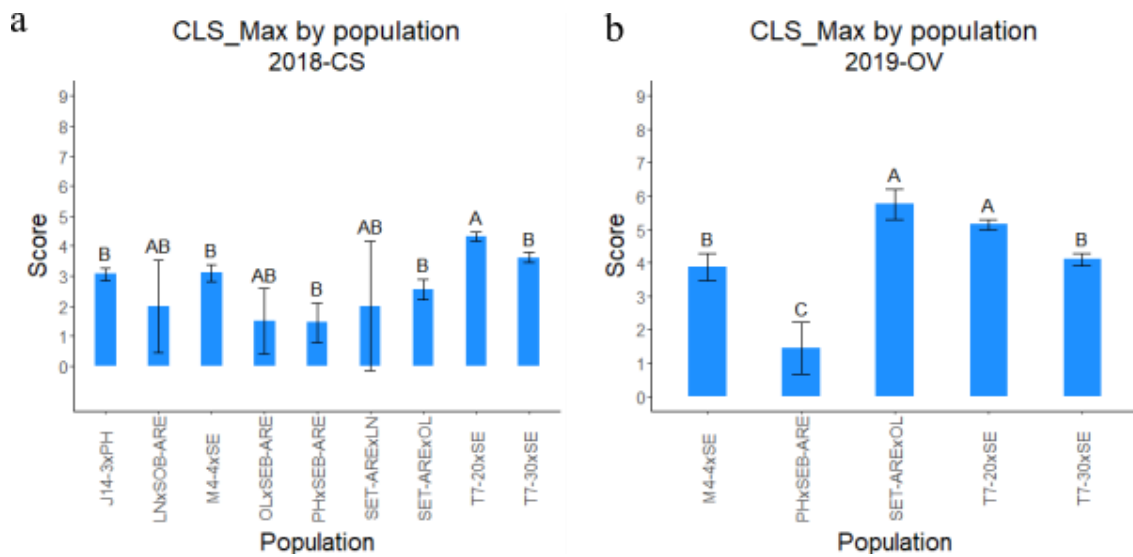 a
CLS_Max by population
2018-CS
Score
9
8
7
6
5
4
3
2
1
0
B
AB
B
AB
B
AB
B
A
B
J14-3xPH
LNxSOB-ARE
M4-4xSE
OLxSEB-ARE
PHxSEB-ARE
SET-ARExLN
SET-ARExOL
T7-20xSE
T7-30xSE
Population
b
CLS_Max by population
2019-OV
Score
9
8
7
6
5
4
3
2
1
0
B
C
A
A
B
M4-4xSE
PHxSEB-ARE
SET-ARExOL
T7-20xSE
T7-30xSE
Population